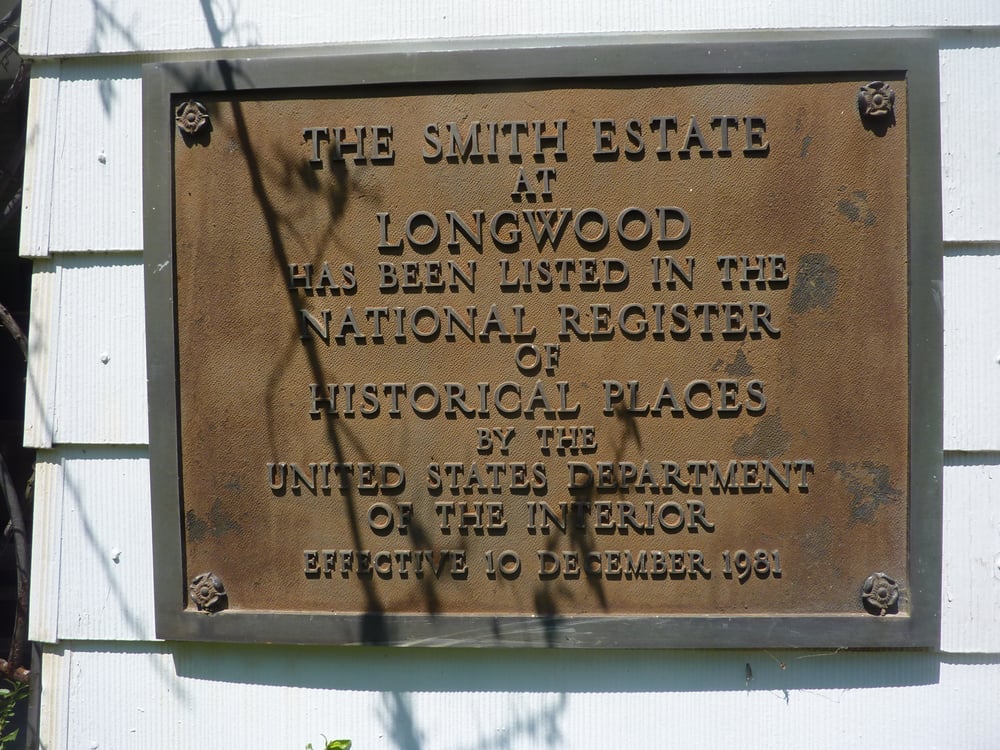 THE SMITH ESTATE
AT
LONGWOOD
HAS BEEN LISTED IN THE
NATIONAL REGISTER
OF
HISTORICAL PLACES
BY THE
UNITED STATES DEPARTMENT
OF THE INTERIOR
EFFECTIVE 10 DECEMBER 1981